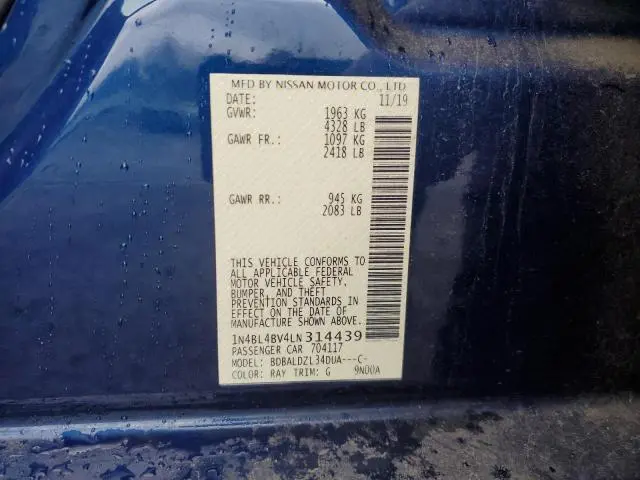 MFD BY NISSAN MOTOR CO., LTD
DATE: 11/19
GVWR: 1963 KG
4328 LB
GAWR FR.: 1097 KG
2418 LB
GAWR RR.: 945 KG
2083 LB
THIS VEHICLE CONFORMS TO
ALL APPLICABLE FEDERAL
MOTOR VEHICLE SAFETY,
BUMPER, AND THEFT
PREVENTION STANDARDS IN
EFFECT ON THE DATE OF
MANUFACTURE SHOWN ABOVE.
1N4BL4BV4LN314439
PASSENGER CAR 704117
MODEL: BDBALDZL34DUA---C-
COLOR: RAY TRIM: G 9N00A